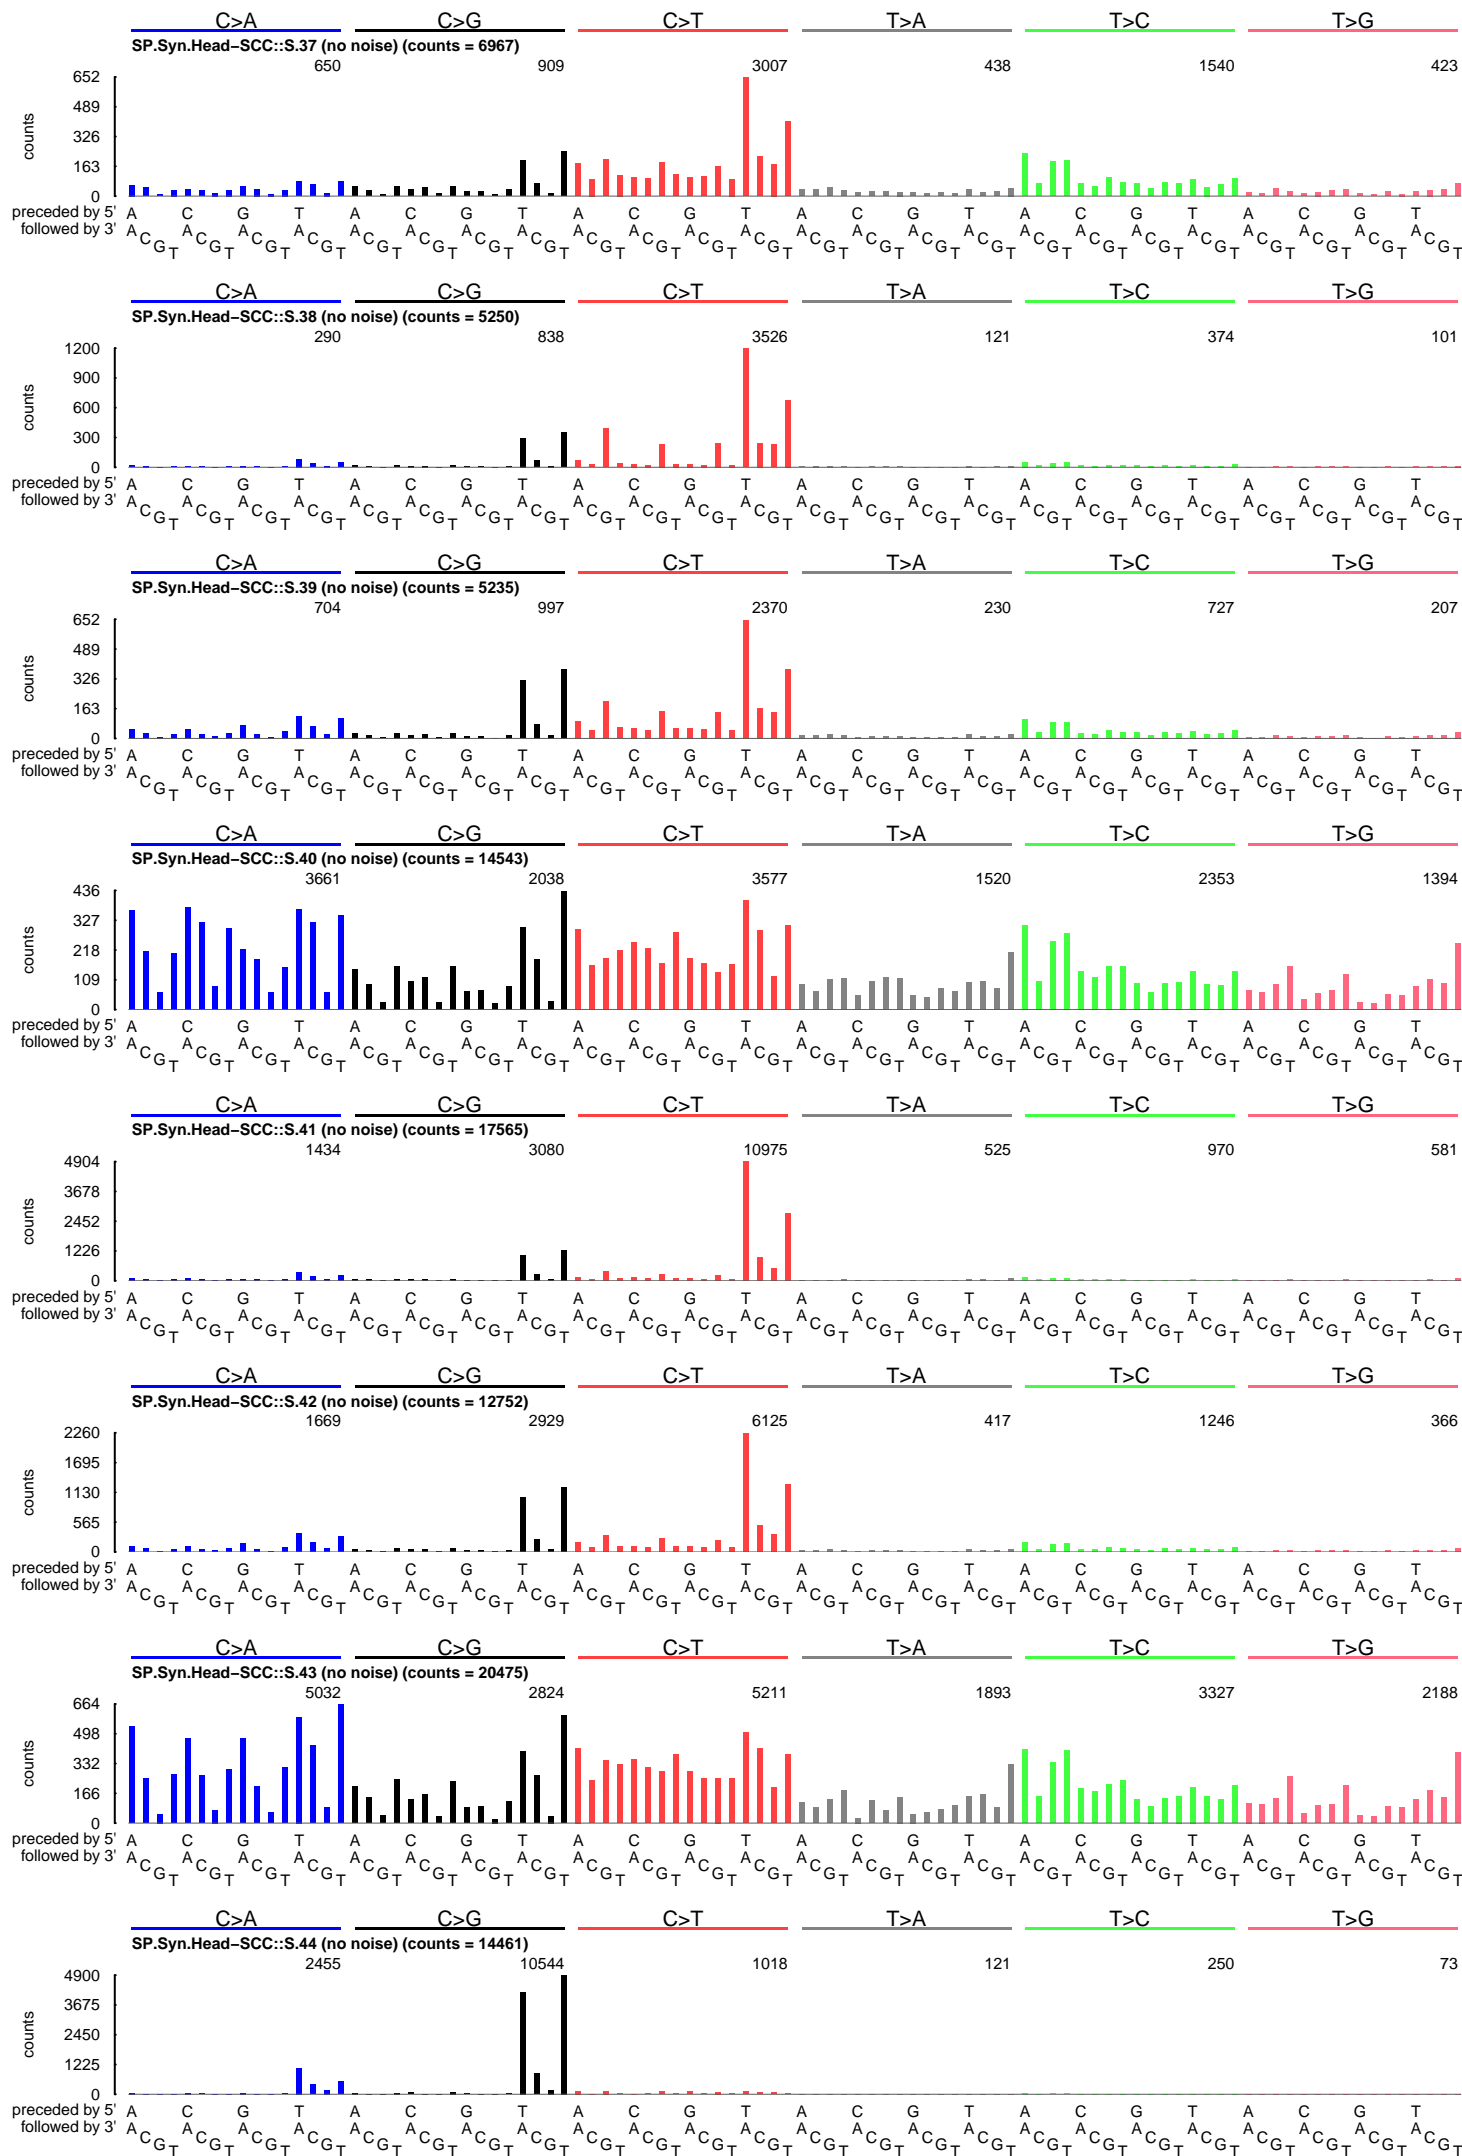 C>A C>G C>T T>A T>C T>G
SP.Syn.Head−SCC::S.37 (no noise) (counts = 6967)
650 909 3007 438 1540 423
652
489
326
163
0
counts
preceded by 5' A C G T A C G T A C G T A C G T A C G T A C G T
followed by 3' A C G T A C G T A C G T A C G T A C G T A C G T A C G T A C G T A C G T A C G T A C G T A C G T A C G T A C G T A C G T A C G T A C G T A C G T A C G T A C G T A C G T A C G T A C G T A C G T
C>A C>G C>T T>A T>C T>G
SP.Syn.Head−SCC::S.38 (no noise) (counts = 5250)
290 838 3526 121 374 101
1200
900
600
300
0
counts
preceded by 5' A C G T A C G T A C G T A C G T A C G T A C G T
followed by 3' A C G T A C G T A C G T A C G T A C G T A C G T A C G T A C G T A C G T A C G T A C G T A C G T A C G T A C G T A C G T A C G T A C G T A C G T A C G T A C G T A C G T A C G T A C G T A C G T
C>A C>G C>T T>A T>C T>G
SP.Syn.Head−SCC::S.39 (no noise) (counts = 5235)
704 997 2370 230 727 207
652
489
326
163
0
counts
preceded by 5' A C G T A C G T A C G T A C G T A C G T A C G T
followed by 3' A C G T A C G T A C G T A C G T A C G T A C G T A C G T A C G T A C G T A C G T A C G T A C G T A C G T A C G T A C G T A C G T A C G T A C G T A C G T A C G T A C G T A C G T A C G T A C G T
C>A C>G C>T T>A T>C T>G
SP.Syn.Head−SCC::S.40 (no noise) (counts = 14543)
3661 2038 3577 1520 2353 1394
436
327
218
109
0
counts
preceded by 5' A C G T A C G T A C G T A C G T A C G T A C G T
followed by 3' A C G T A C G T A C G T A C G T A C G T A C G T A C G T A C G T A C G T A C G T A C G T A C G T A C G T A C G T A C G T A C G T A C G T A C G T A C G T A C G T A C G T A C G T A C G T A C G T
C>A C>G C>T T>A T>C T>G
SP.Syn.Head−SCC::S.41 (no noise) (counts = 17565)
1434 3080 10975 525 970 581
4904
3678
2452
1226
0
counts
preceded by 5' A C G T A C G T A C G T A C G T A C G T A C G T
followed by 3' A C G T A C G T A C G T A C G T A C G T A C G T A C G T A C G T A C G T A C G T A C G T A C G T A C G T A C G T A C G T A C G T A C G T A C G T A C G T A C G T A C G T A C G T A C G T A C G T
C>A C>G C>T T>A T>C T>G
SP.Syn.Head−SCC::S.42 (no noise) (counts = 12752)
1669 2929 6125 417 1246 366
2260
1695
1130
565
0
counts
preceded by 5' A C G T A C G T A C G T A C G T A C G T A C G T
followed by 3' A C G T A C G T A C G T A C G T A C G T A C G T A C G T A C G T A C G T A C G T A C G T A C G T A C G T A C G T A C G T A C G T A C G T A C G T A C G T A C G T A C G T A C G T A C G T A C G T
C>A C>G C>T T>A T>C T>G
SP.Syn.Head−SCC::S.43 (no noise) (counts = 20475)
5032 2824 5211 1893 3327 2188
664
498
332
166
0
counts
preceded by 5' A C G T A C G T A C G T A C G T A C G T A C G T
followed by 3' A C G T A C G T A C G T A C G T A C G T A C G T A C G T A C G T A C G T A C G T A C G T A C G T A C G T A C G T A C G T A C G T A C G T A C G T A C G T A C G T A C G T A C G T A C G T A C G T
C>A C>G C>T T>A T>C T>G
SP.Syn.Head−SCC::S.44 (no noise) (counts = 14461)
2455 10544 1018 121 250 73
4900
3675
2450
1225
0
counts
preceded by 5' A C G T A C G T A C G T A C G T A C G T A C G T
followed by 3' A C G T A C G T A C G T A C G T A C G T A C G T A C G T A C G T A C G T A C G T A C G T A C G T A C G T A C G T A C G T A C G T A C G T A C G T A C G T A C G T A C G T A C G T A C G T A C G T